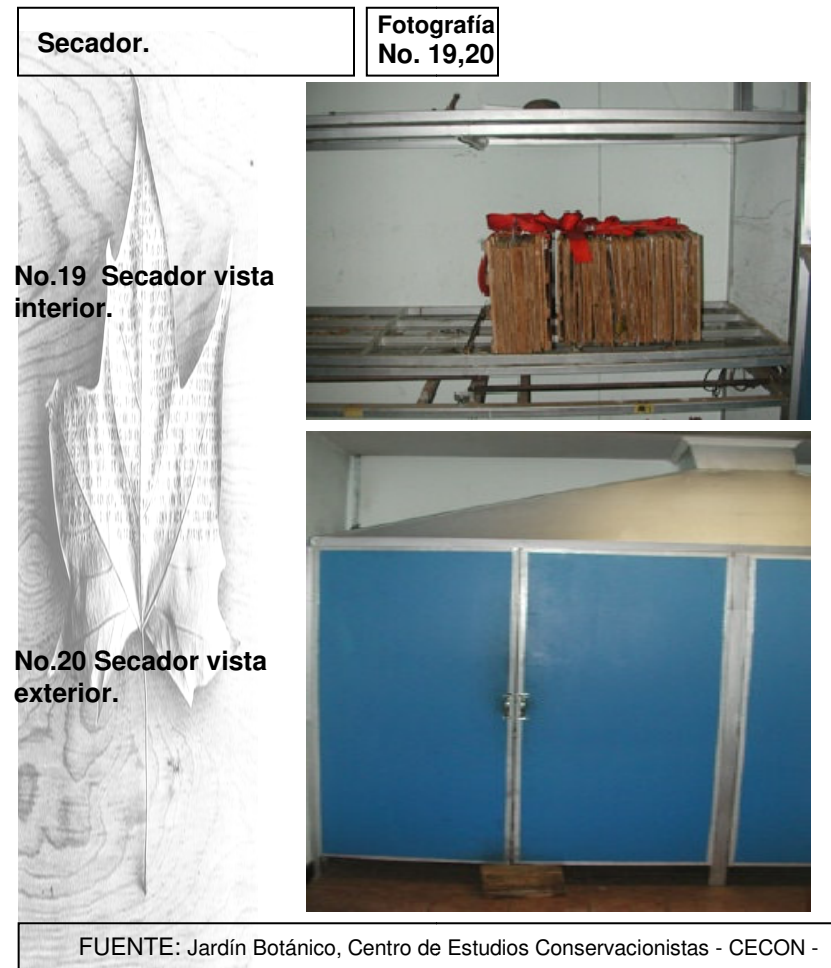 Secador.
Fotografía
No. 19,20
No.19 Secador vista
interior.
No.20 Secador vista
exterior.
FUENTE: Jardín Botánico, Centro de Estudios Conservacionistas - CECON -